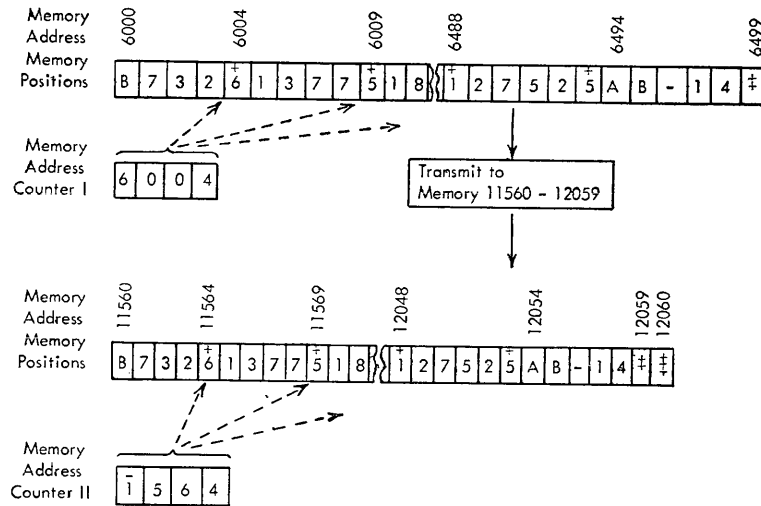 Memory Address 6000 6004 6009 6488 6494 6499
Memory Positions B 7 3 2 +6 1 3 7 7 +5 1 8 +1 2 7 5 2 +5 A B - 1 4 ‡
Memory Address Counter I 6 0 0 4
Transmit to
Memory 11560 - 12059
Memory Address 11560 11564 11569 12048 12054 12059 12060
Memory Positions B 7 3 2 +6 1 3 7 7 +5 1 8 +1 2 7 5 2 +5 A B - 1 4 ‡ ‡
Memory Address Counter II -1 5 6 4